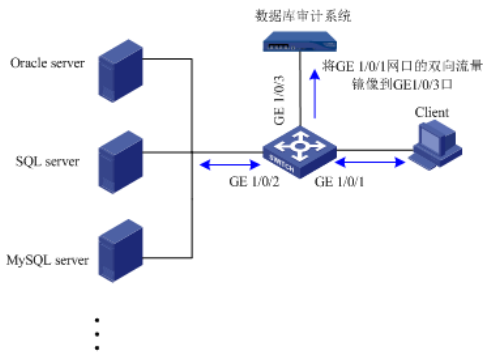 数据库审计系统
Oracle server
GE 1/0/3
将GE 1/0/1网口的双向流量
镜像到GE1/0/3口
Client
SQL server
SWITCH
GE 1/0/2
GE 1/0/1
MySQL server